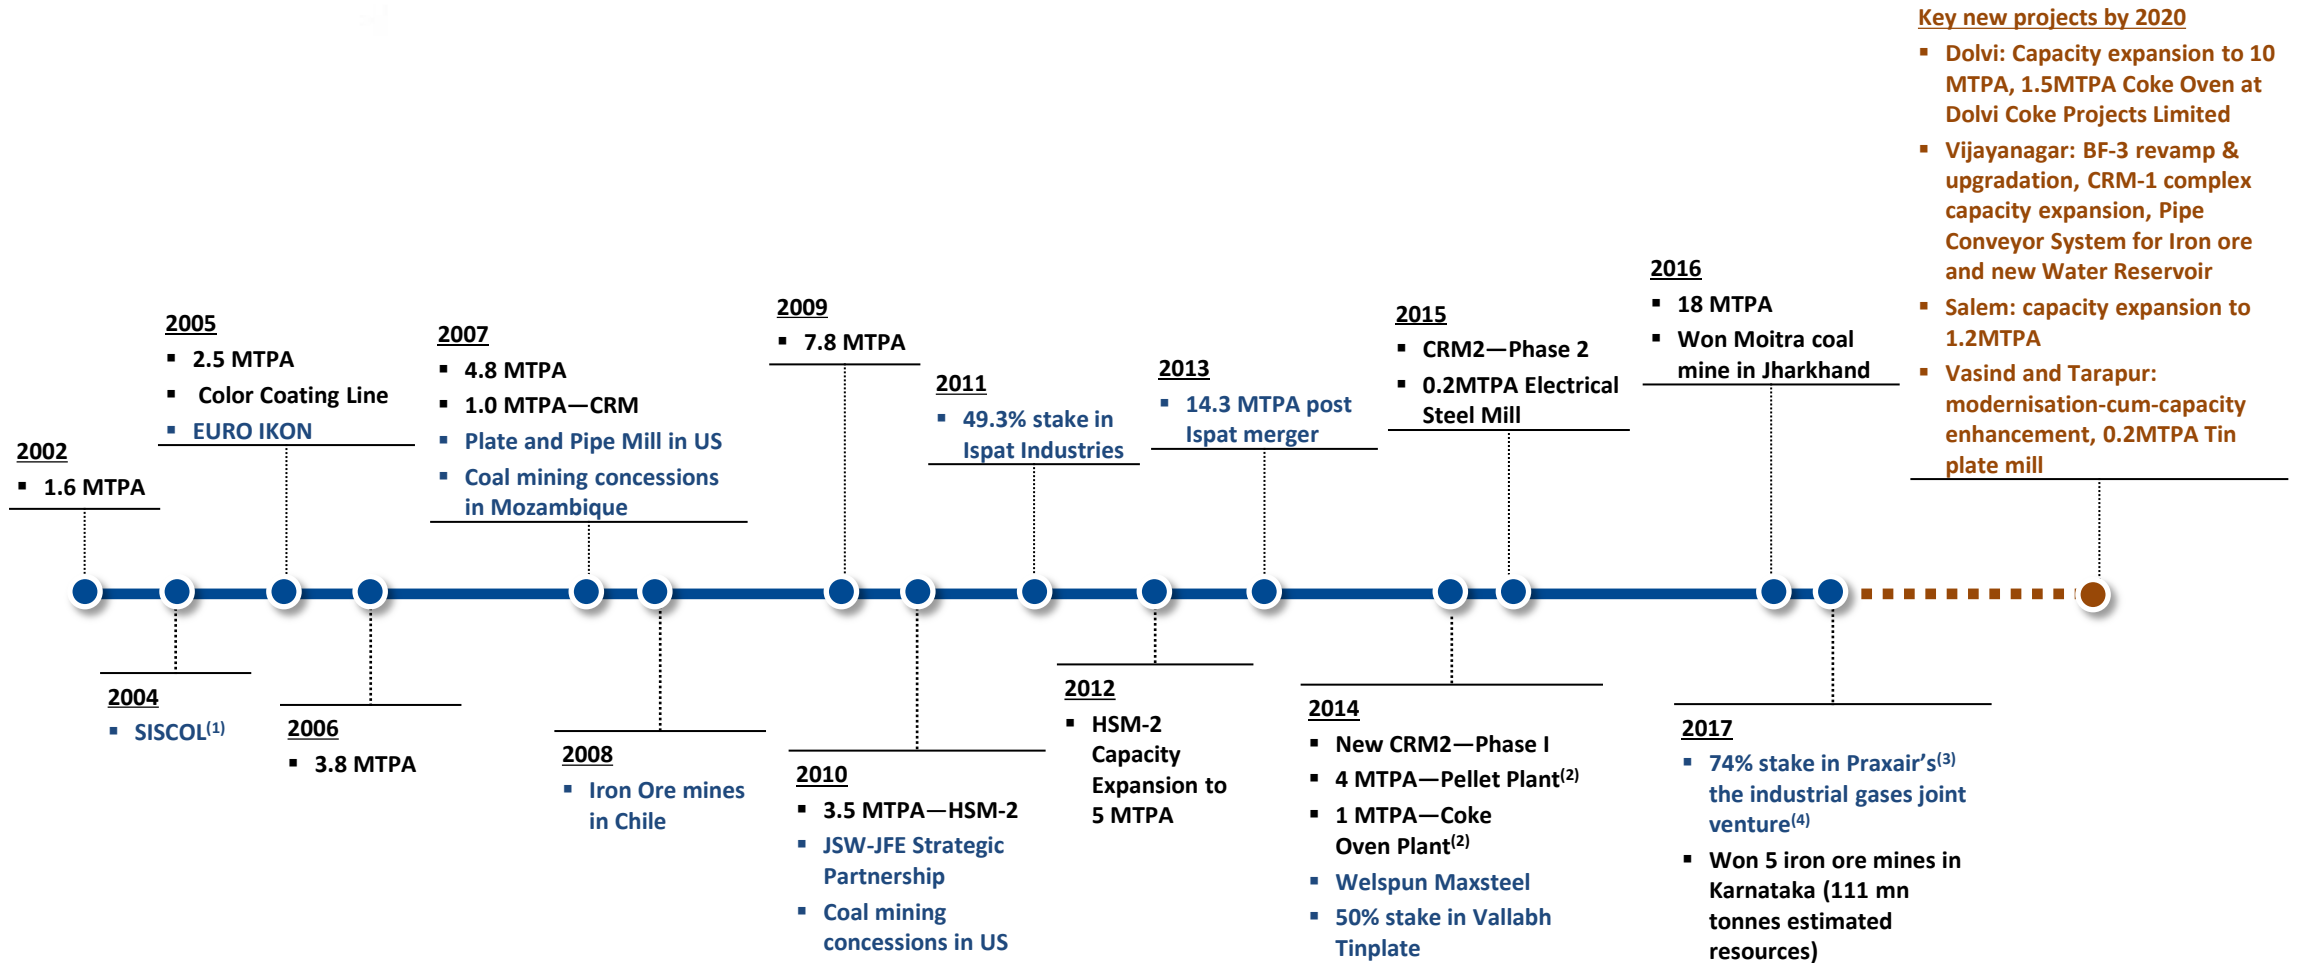 Key new projects by 2020
▪ Dolvi: Capacity expansion to 10
MTPA, 1.5MTPA Coke Oven at
Dolvi Coke Projects Limited
▪ Vijayanagar: BF-3 revamp &
upgradation, CRM-1 complex
capacity expansion, Pipe
Conveyor System for Iron ore
and new Water Reservoir
▪ Salem: capacity expansion to
1.2MTPA
▪ Vasind and Tarapur:
modernisation-cum-capacity
enhancement, 0.2MTPA Tin
plate mill
2002
▪ 1.6 MTPA
2005
▪ 2.5 MTPA
▪ Color Coating Line
▪ EURO IKON
2007
▪ 4.8 MTPA
▪ 1.0 MTPA—CRM
▪ Plate and Pipe Mill in US
▪ Coal mining concessions
in Mozambique
2009
▪ 7.8 MTPA
2011
▪ 49.3% stake in
Ispat Industries
2013
▪ 14.3 MTPA post
Ispat merger
2015
▪ CRM2—Phase 2
▪ 0.2MTPA Electrical
Steel Mill
2016
▪ 18 MTPA
▪ Won Moitra coal
mine in Jharkhand
2004
▪ SISCOL(1)
2006
▪ 3.8 MTPA
2008
▪ Iron Ore mines
in Chile
2010
▪ 3.5 MTPA—HSM-2
▪ JSW-JFE Strategic
Partnership
▪ Coal mining
concessions in US
2012
▪ HSM-2
Capacity
Expansion to
5 MTPA
2014
▪ New CRM2—Phase I
▪ 4 MTPA—Pellet Plant(2)
▪ 1 MTPA—Coke
Oven Plant(2)
▪ Welspun Maxsteel
▪ 50% stake in Vallabh
Tinplate
2017
▪ 74% stake in Praxair's(3)
the industrial gases joint
venture(4)
▪ Won 5 iron ore mines in
Karnataka (111 mn
tonnes estimated
resources)